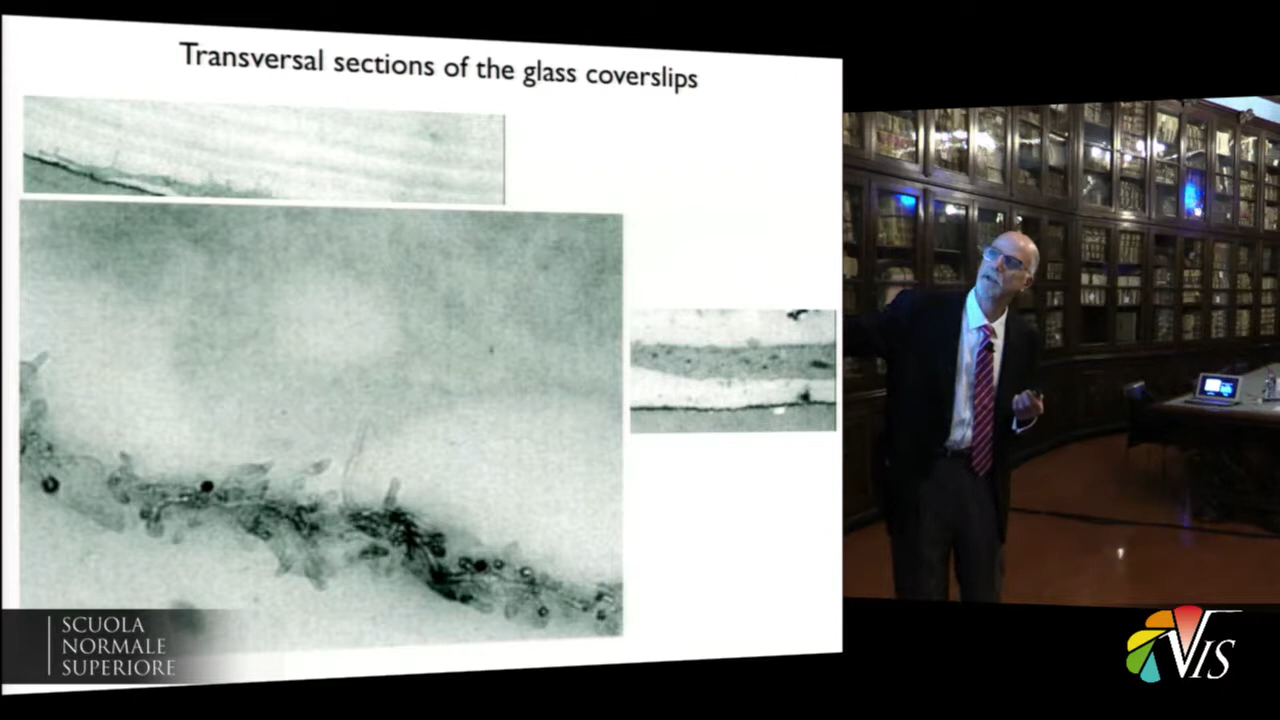 Transversal sections of the glass coverslips
SCUOLA
NORMALE
SUPERIORE
VIS